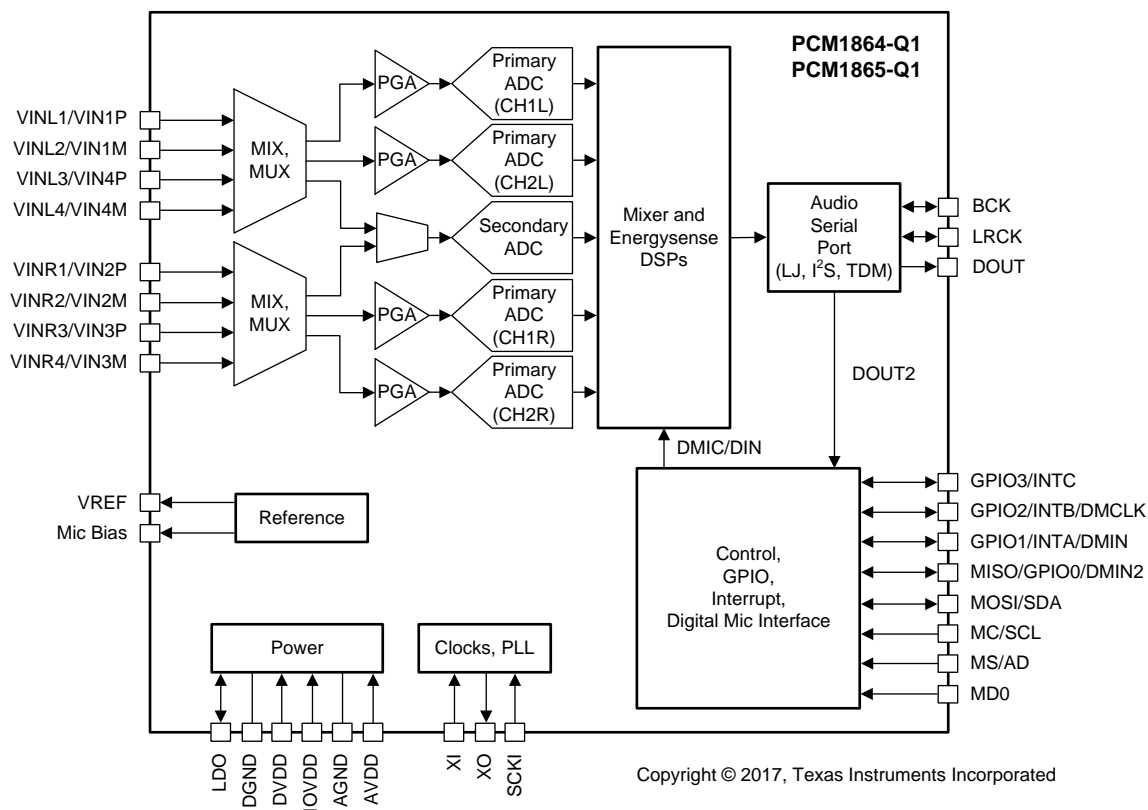 PCM1864-Q1
PCM1865-Q1
VINL1/VIN1P
VINL2/VIN1M
VINL3/VIN4P
VINL4/VIN4M
VINR1/VIN2P
VINR2/VIN2M
VINR3/VIN3P
VINR4/VIN3M
MIX,
MUX
MIX,
MUX
PGA
Primary
ADC
(CH1L)
PGA
Primary
ADC
(CH2L)
Secondary
ADC
PGA
Primary
ADC
(CH1R)
PGA
Primary
ADC
(CH2R)
Mixer and
Energysense
DSPs
Audio
Serial
Port
(LJ, I²S, TDM)
BCK
LRCK
DOUT
DOUT2
DMIC/DIN
VREF
Mic Bias
Reference
Control,
GPIO,
Interrupt,
Digital Mic Interface
GPIO3/INTC
GPIO2/INTB/DMCLK
GPIO1/INTA/DMIN
MISO/GPIO0/DMIN2
MOSI/SDA
MC/SCL
MS/AD
MD0
Power
Clocks, PLL
LDO
DGND
DVDD
IOVDD
AGND
AVDD
XI
XO
SCKI
Copyright © 2017, Texas Instruments Incorporated